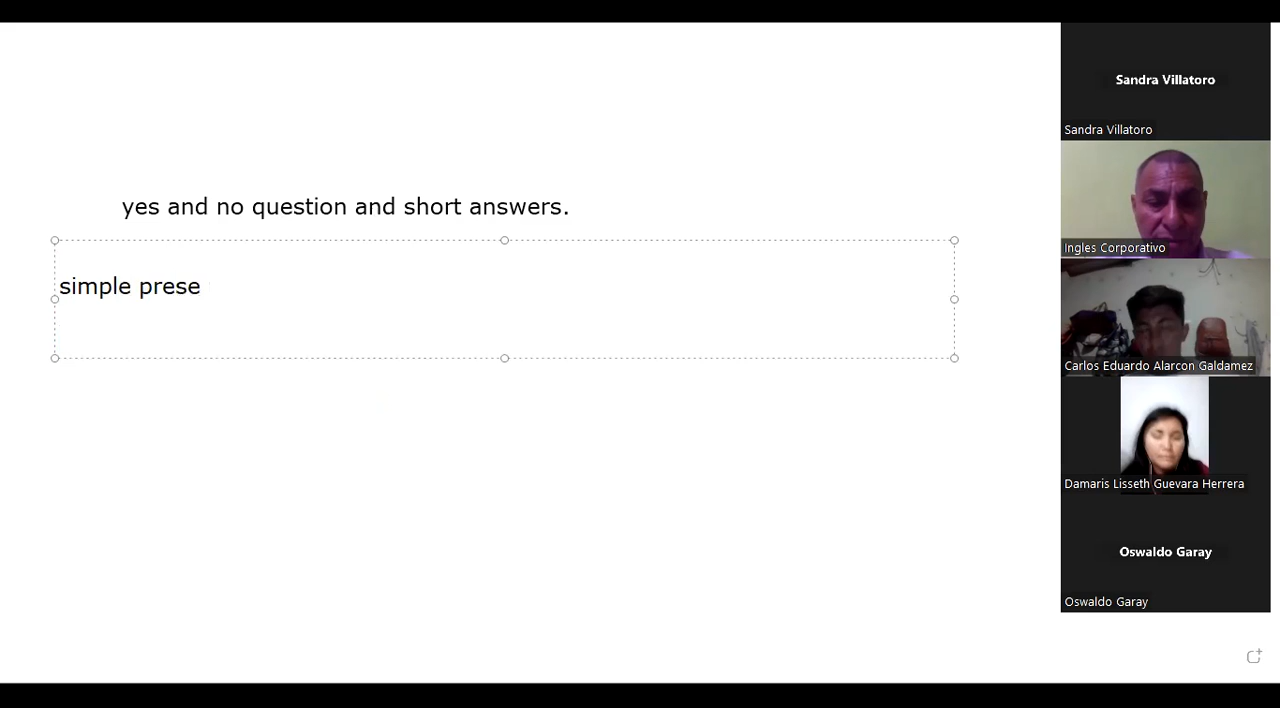 yes and no question and short answers.
simple prese
Sandra Villatoro
Sandra Villatoro
Ingles Corporativo
Carlos Eduardo Alarcon Galdamez
Damaris Lisseth Guevara Herrera
Oswaldo Garay
Oswaldo Garay